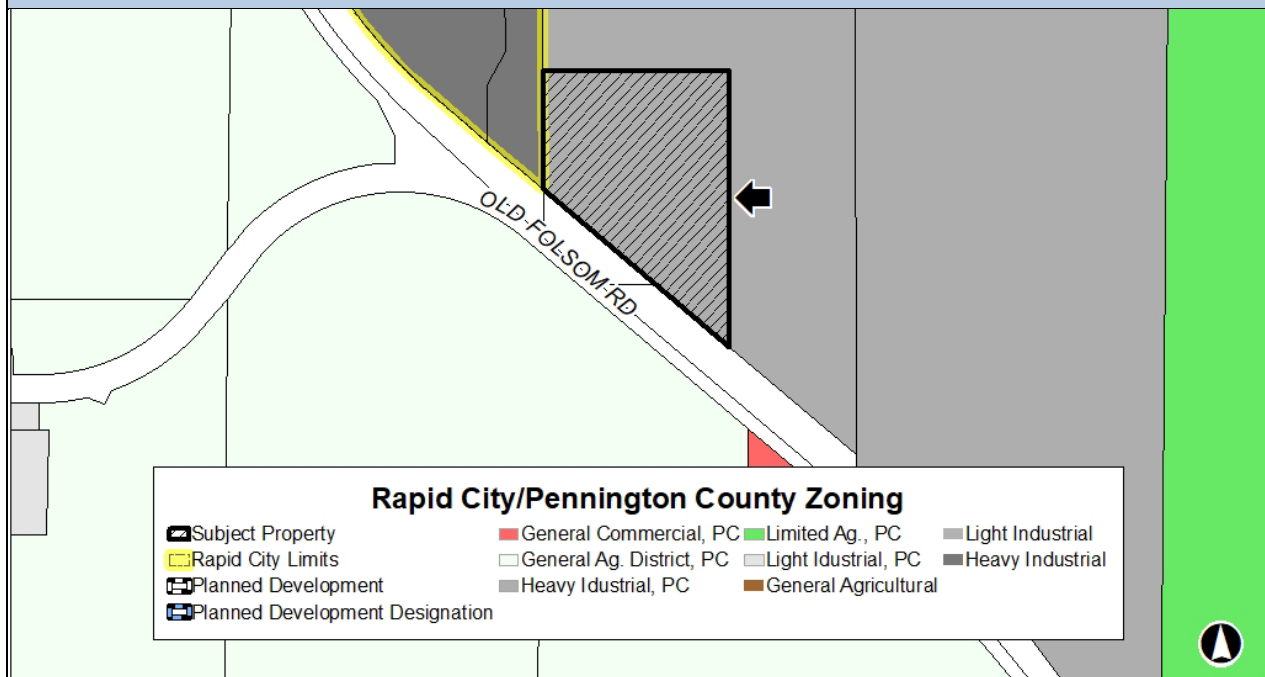 OLD FOLSOM RD
Rapid City/Pennington County Zoning
Subject Property
Rapid City Limits
Planned Development
Planned Development Designation
General Commercial, PC
General Ag. District, PC
Heavy Idustrial, PC
Limited Ag., PC
Light Idustrial, PC
General Agricultural
Light Industrial
Heavy Industrial